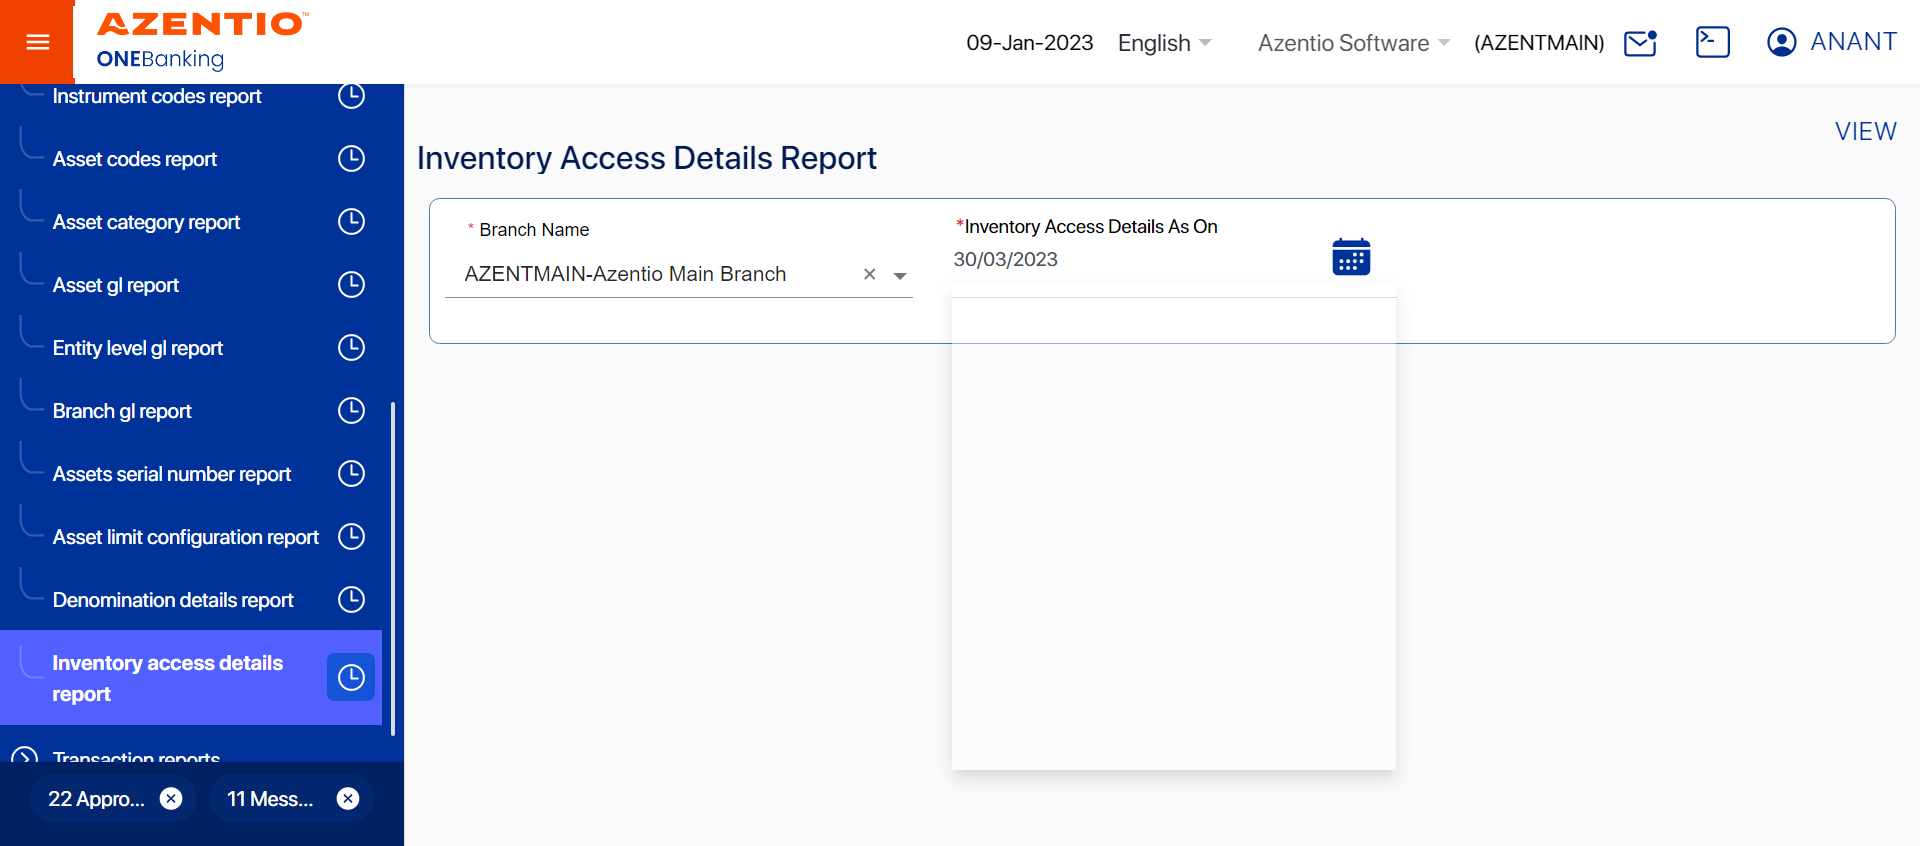 AZENTIO™
ONEBanking
09-Jan-2023
English
Azentio Software
(AZENTMAIN)
ANANT
Instrument codes report
Asset codes report
Asset category report
Asset gl report
Entity level gl report
Branch gl report
Assets serial number report
Asset limit configuration report
Denomination details report
Inventory access details
report
Transaction reports
22 Appro...
11 Mess...
VIEW
Inventory Access Details Report
* Branch Name
AZENTMAIN-Azentio Main Branch
*Inventory Access Details As On
30/03/2023